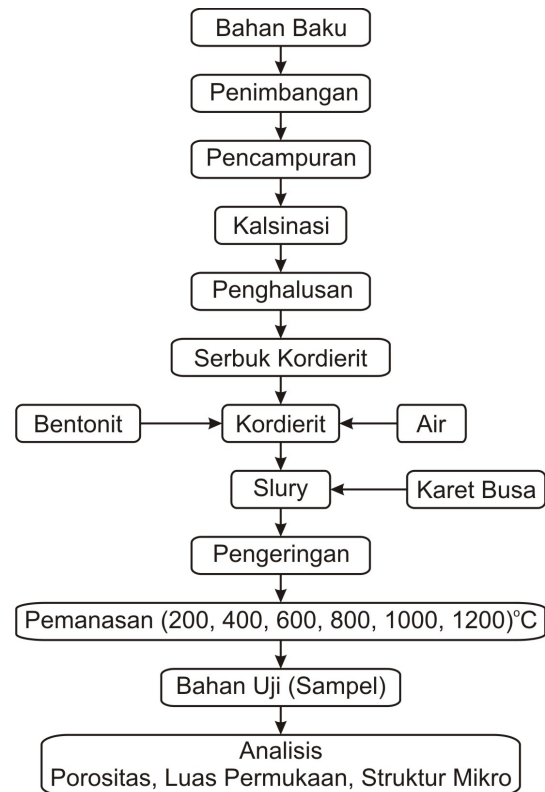 Bahan Baku
Penimbangan
Pencampuran
Kalsinasi
Penghalusan
Serbuk Kordierit
Bentonit
Kordierit
Air
Slury
Karet Busa
Pengeringan
Pemanasan (200, 400, 600, 800, 1000, 1200)°C
Bahan Uji (Sampel)
Analisis
Porositas, Luas Permukaan, Struktur Mikro